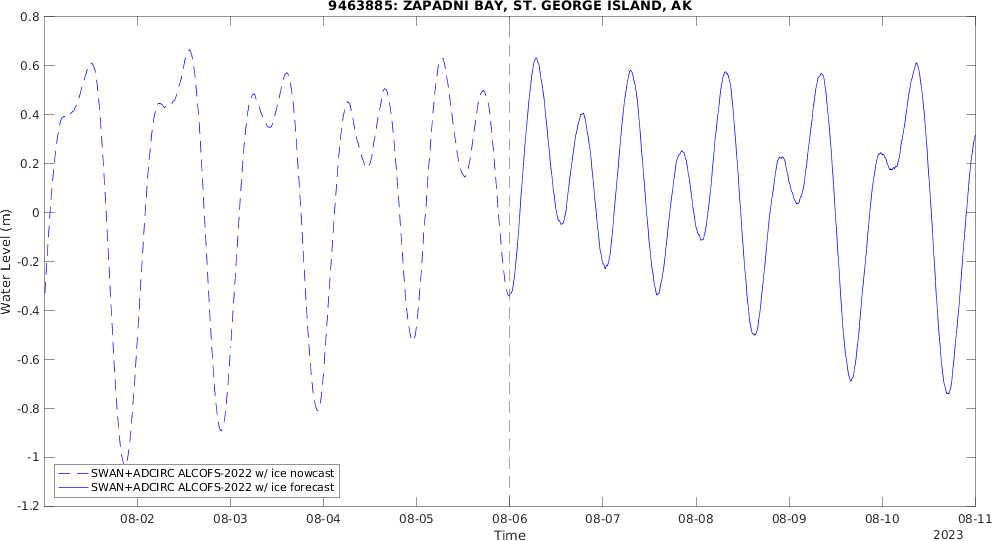 9463885: ZAPADNI BAY, ST. GEORGE ISLAND, AK
0.8
0.6
0.4
0.2
0
-0.2
-0.4
-0.6
-0.8
-1
-1.2
Water Level (m)
SWAN+ADCIRC ALCOFS-2022 w/ ice nowcast
SWAN+ADCIRC ALCOFS-2022 w/ ice forecast
08-02 08-03 08-04 08-05 08-06 08-07 08-08 08-09 08-10 08-11
Time
2023